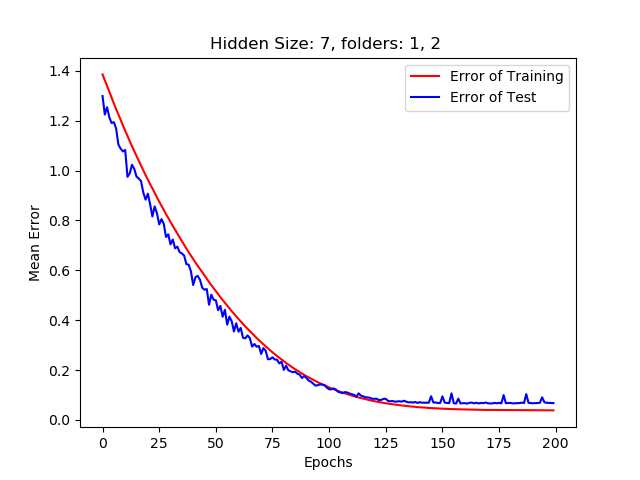 Hidden Size: 7, folders: 1, 2
Error of Training
Error of Test
Mean Error
1.4
1.2
1.0
0.8
0.6
0.4
0.2
0.0
0 25 50 75 100 125 150 175 200
Epochs